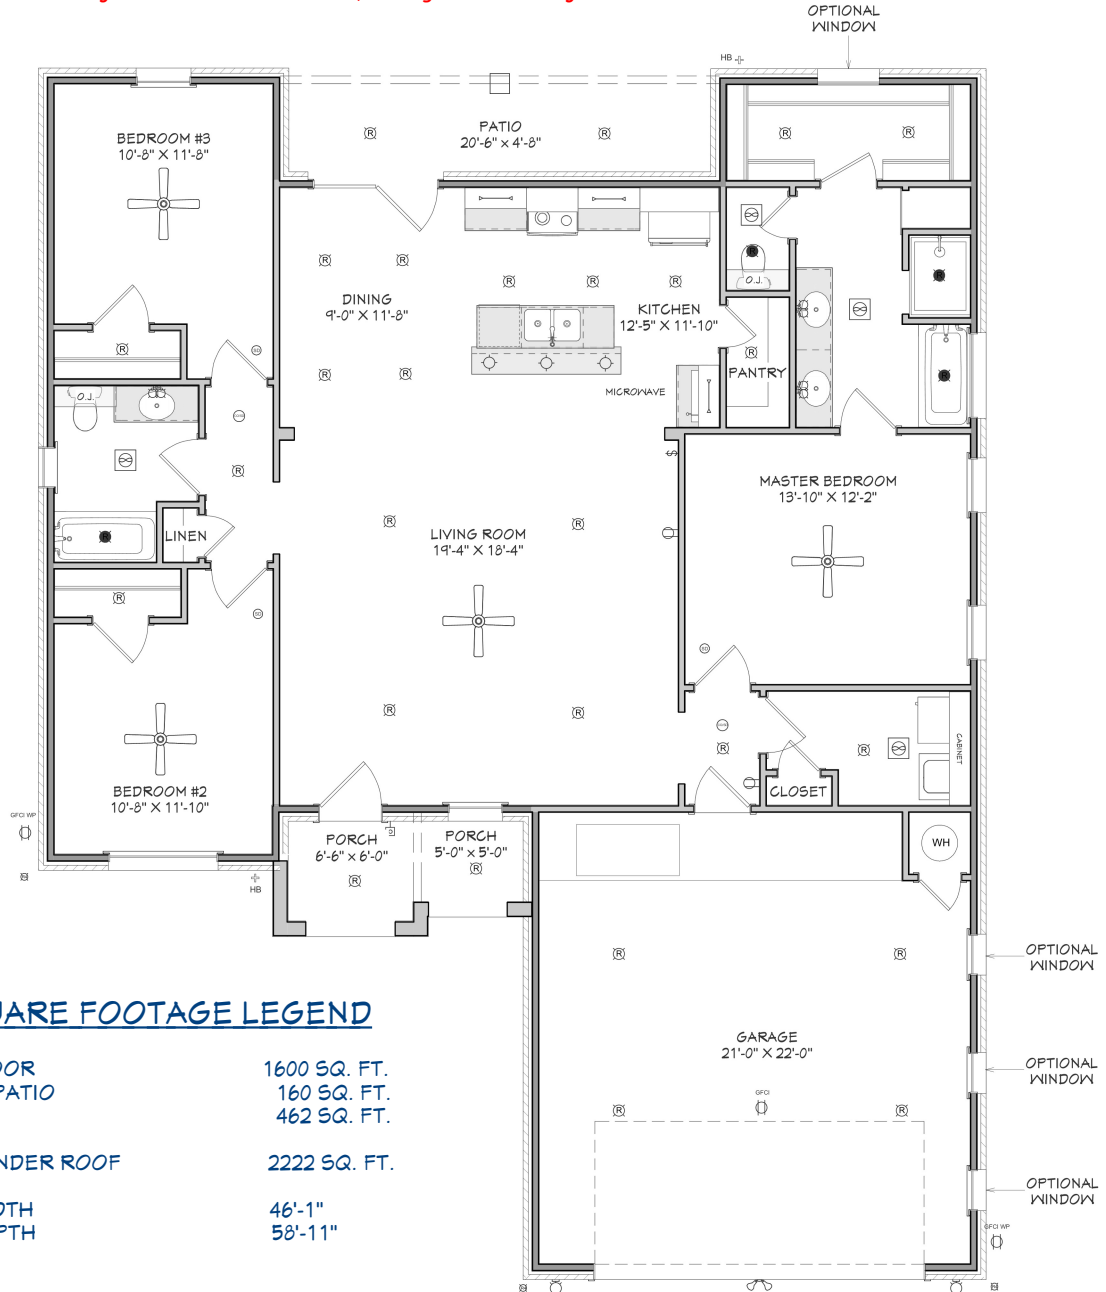 OPTIONAL
WINDOW
HB
BEDROOM #3
10'-8" X 11'-8"
PATIO
20'-6" x 4'-8"
R
R
R
R
O.J.
R
R
R
R
R
DINING
9'-0" X 11'-8"
KITCHEN
12'-5" X 11'-10"
R
R
SD
R
PANTRY
R
R
MICROWAVE
O.J.
R
S
MASTER BEDROOM
13'-10" X 12'-2"
LINEN
R
R
LIVING ROOM
19'-4" X 18'-4"
R
SD
SD
R
R
R
R
CABINET
BEDROOM #2
10'-8" X 11'-10"
CLOSET
GFCI WP
PORCH
6'-6" x 6'-0"
R
PORCH
5'-0" x 5'-0"
R
WH
HB
R
R
OPTIONAL
WINDOW
UARE FOOTAGE LEGEND
OOR 1600 SQ. FT.
PATIO 160 SQ. FT.
462 SQ. FT.
NDER ROOF 2222 SQ. FT.
DTH 46'-1"
PTH 58'-11"
GARAGE
21'-0" X 22'-0"
GFCI
R
R
OPTIONAL
WINDOW
OPTIONAL
WINDOW
GFCI WP